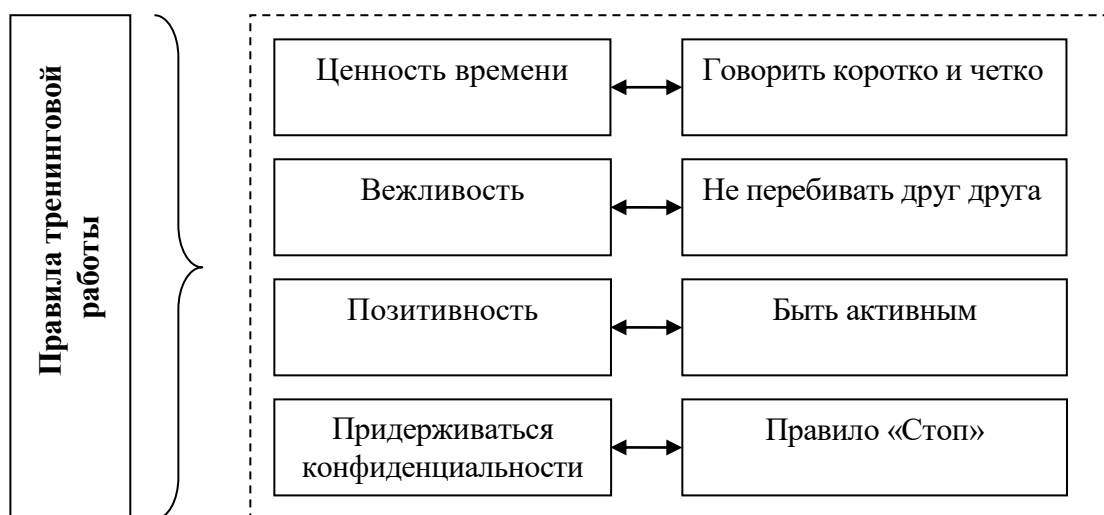 Правила тренинговой
работы
Ценность времени
Говорить коротко и четко
Вежливость
Не перебивать друг друга
Позитивность
Быть активным
Придерживаться
конфиденциальности
Правило «Стоп»